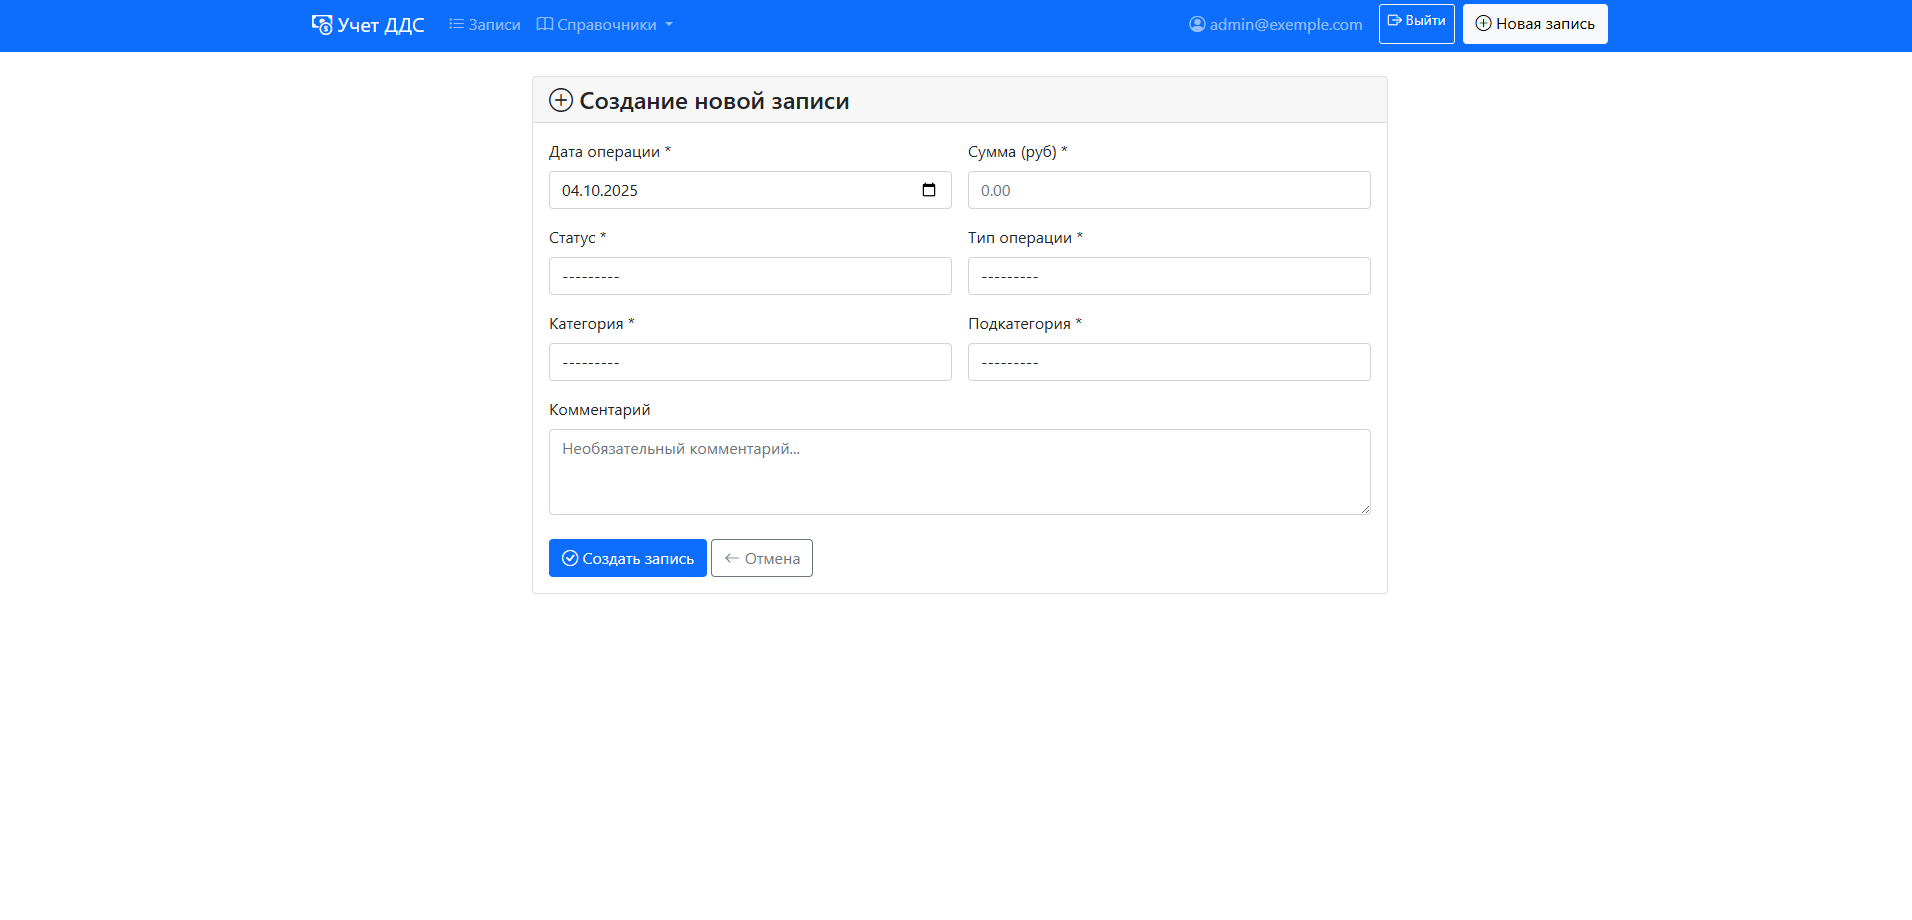 Учет ДДС Записи Справочники admin@exemple.com Выйти Новая запись
Создание новой записи
Дата операции * Сумма (руб) *
04.10.2025 0.00
Статус * Тип операции *
--------- ---------
Категория * Подкатегория *
--------- ---------
Комментарий
Необязательный комментарий...
Создать запись Отмена